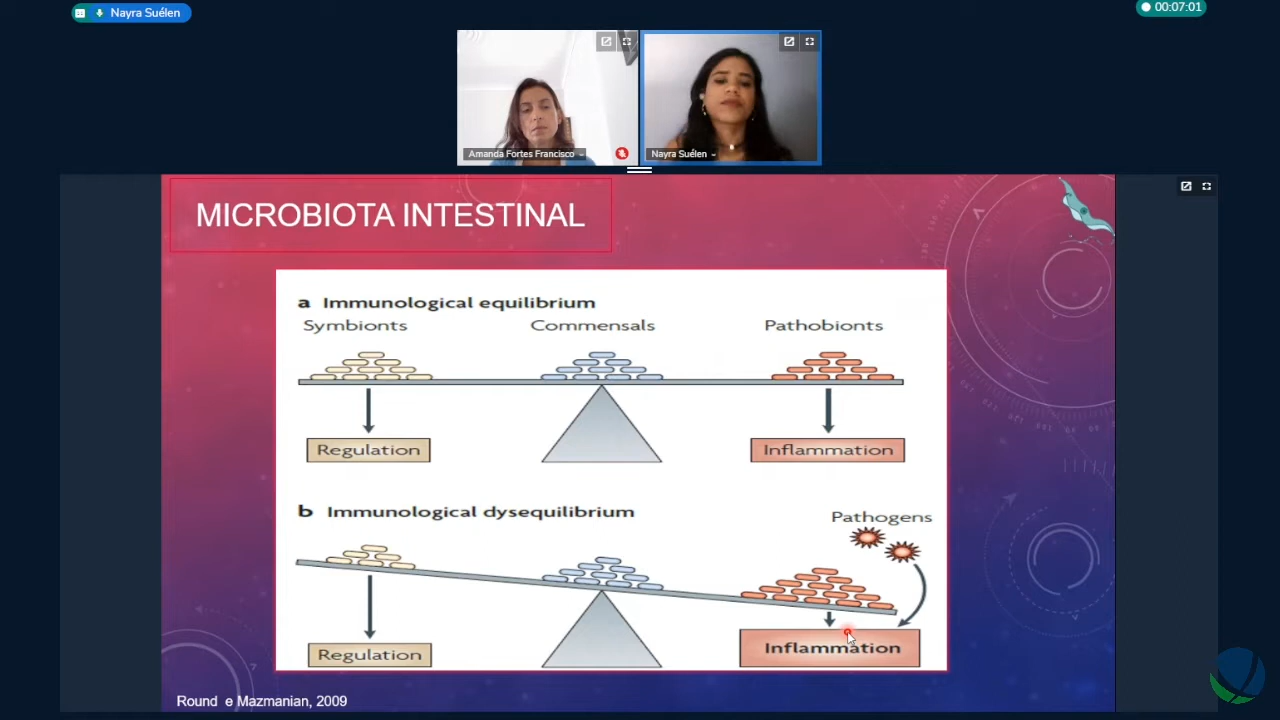 Nayra Suélen
00:07:01
Amanda Fortes Francisco
Nayra Suélen
MICROBIOTA INTESTINAL
a Immunological equilibrium
Symbionts Commensals Pathobionts
Regulation Inflammation
b Immunological dysequilibrium
Pathogens
Regulation Inflammation
Round e Mazmanian, 2009